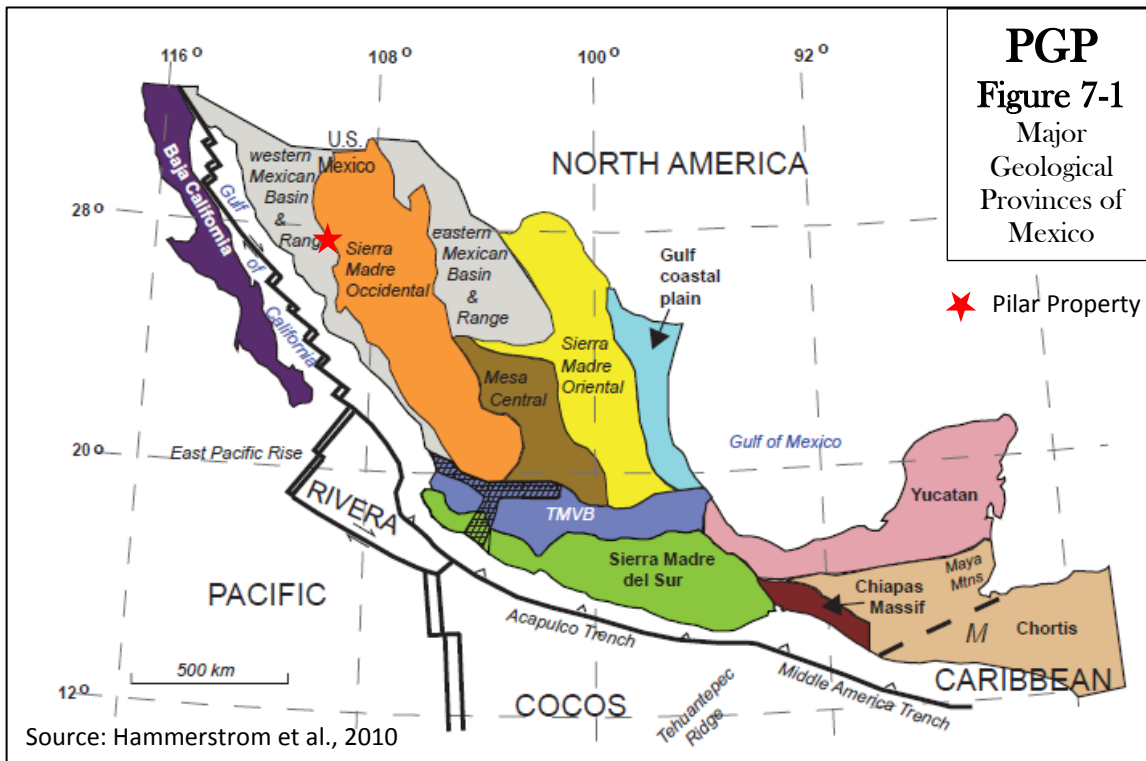 116 o
108 o
100 o
92 o
PGP
Figure 7-1
Major
Geological
Provinces of
Mexico
Pilar Property
U.S.
Mexico
NORTH AMERICA
western
Mexican
Basin
&
Range
Baja California
Gulf
of
California
28 o
Sierra
Madre
Occidental
eastern
Mexican
Basin
&
Range
Gulf
coastal
plain
Sierra
Madre
Oriental
Mesa
Central
20 o
East Pacific Rise
Gulf of Mexico
RIVERA
TMVB
Yucatan
Sierra Madre
del Sur
Maya
Mtns
Chiapas
Massif
M
Chortis
PACIFIC
Acapulco Trench
500 km
12 o
COCOS
Tehuantepec
Ridge
Middle America Trench
CARIBBEAN
Source: Hammerstrom et al., 2010